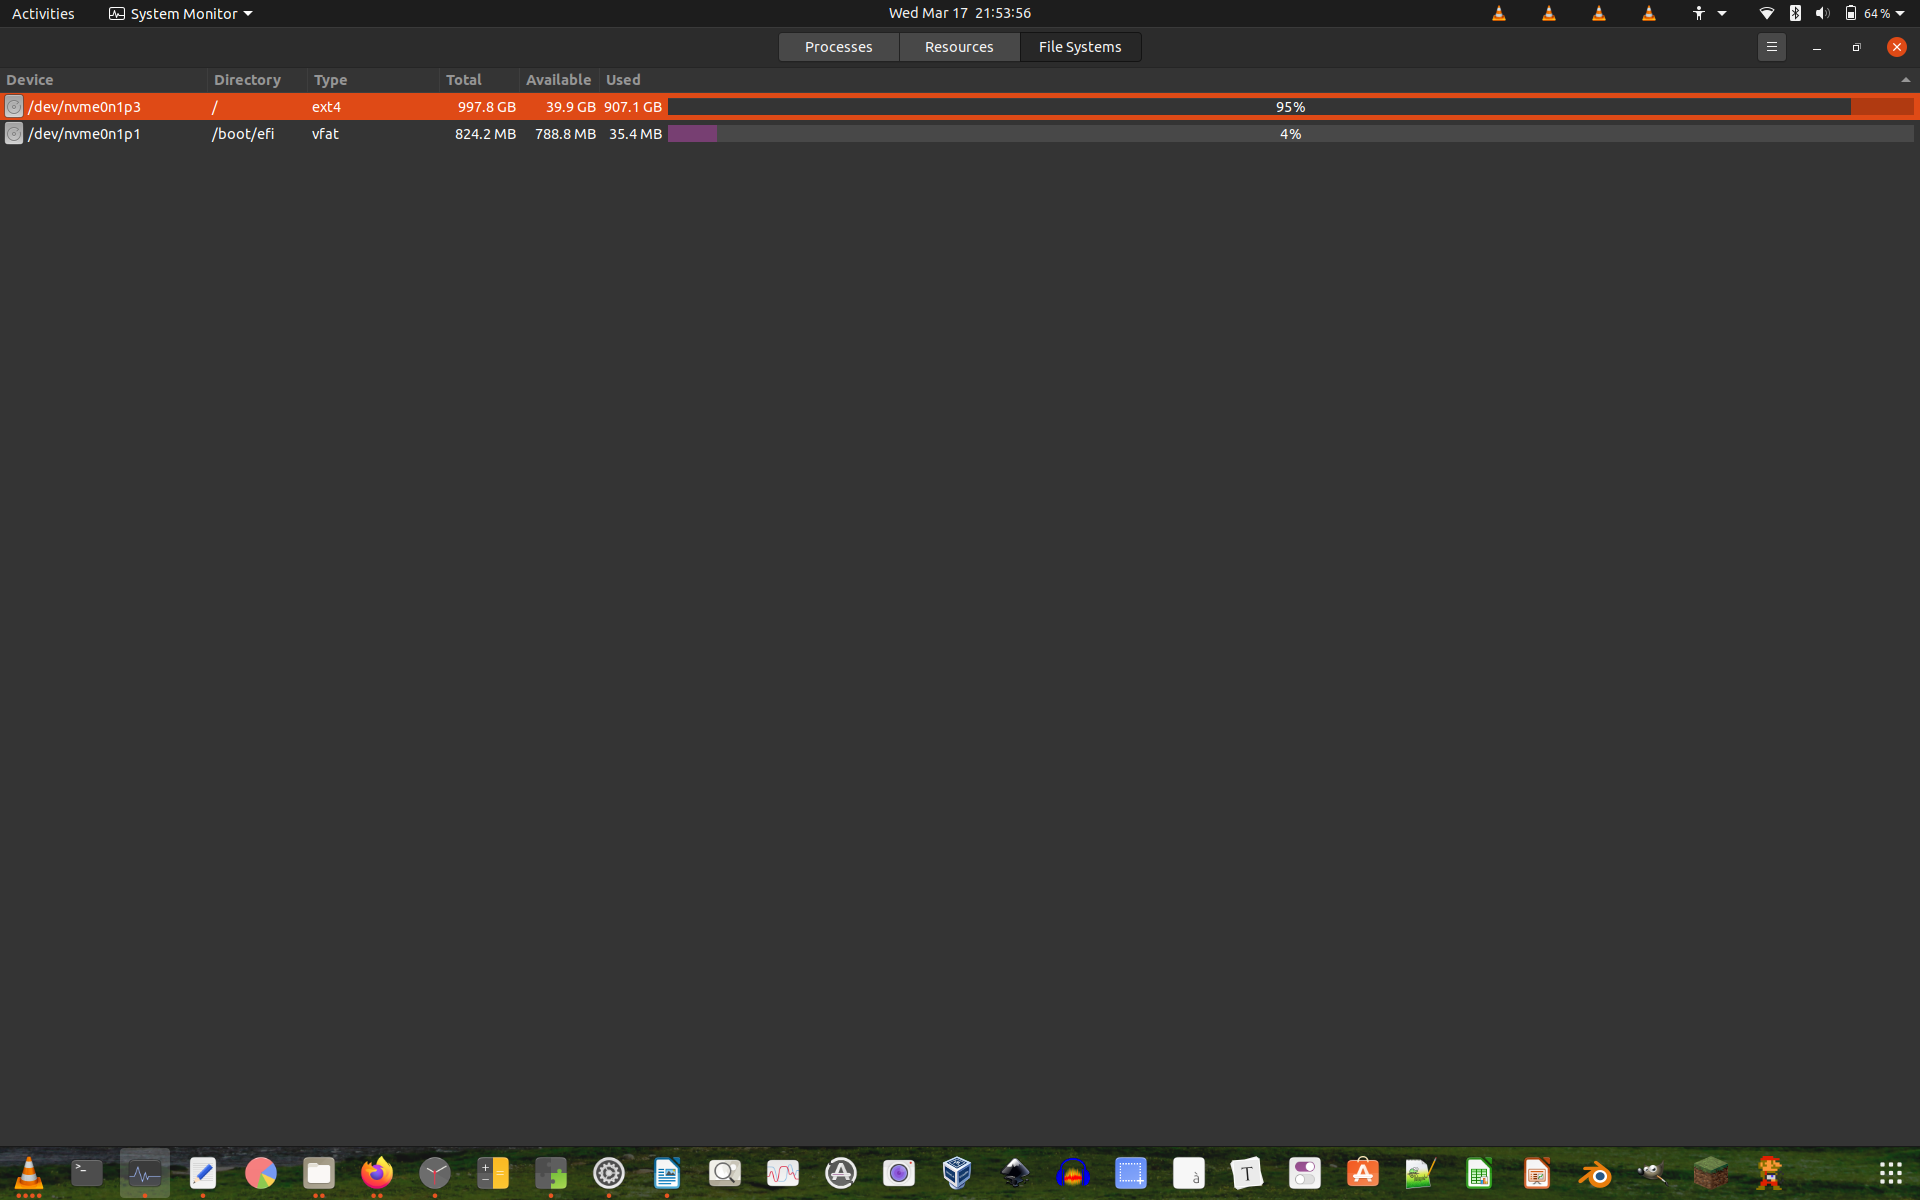 Activities System Monitor Wed Mar 17 21:53:56 64 %
Processes Resources File Systems
Device Directory Type Total Available Used
/dev/nvme0n1p3 / ext4 997.8 GB 39.9 GB 907.1 GB 95%
/dev/nvme0n1p1 /boot/efi vfat 824.2 MB 788.8 MB 35.4 MB 4%